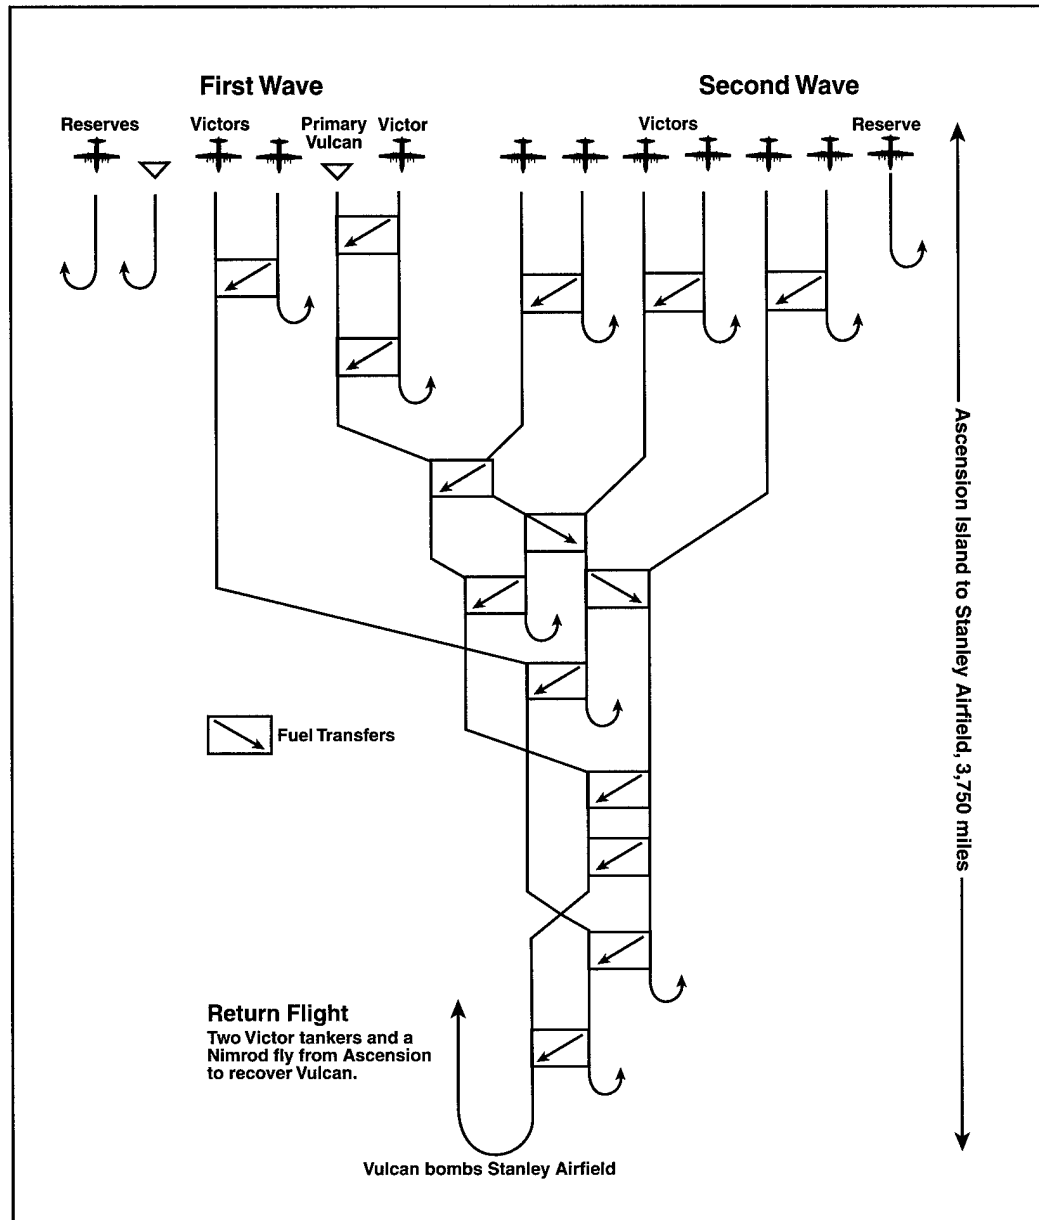 First Wave
Second Wave
Reserves
Victors
Primary
Vulcan
Victor
Victors
Reserve
Ascension Island to Stanley Airfield, 3,750 miles
Fuel Transfers
Return Flight
Two Victor tankers and a
Nimrod fly from Ascension
to recover Vulcan.
Vulcan bombs Stanley Airfield